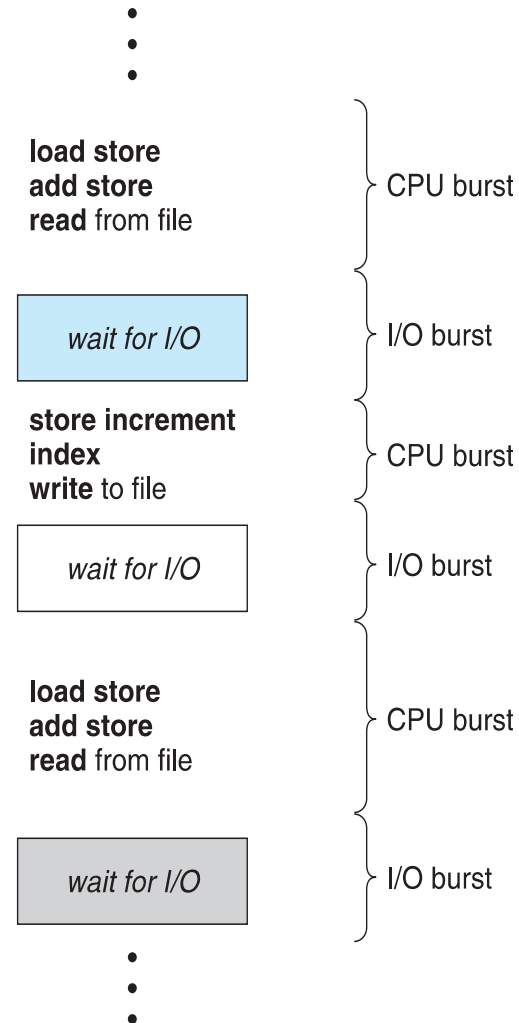 load store
add store
read from file
CPU burst
wait for I/O
I/O burst
store increment
index
write to file
CPU burst
wait for I/O
I/O burst
load store
add store
read from file
CPU burst
wait for I/O
I/O burst